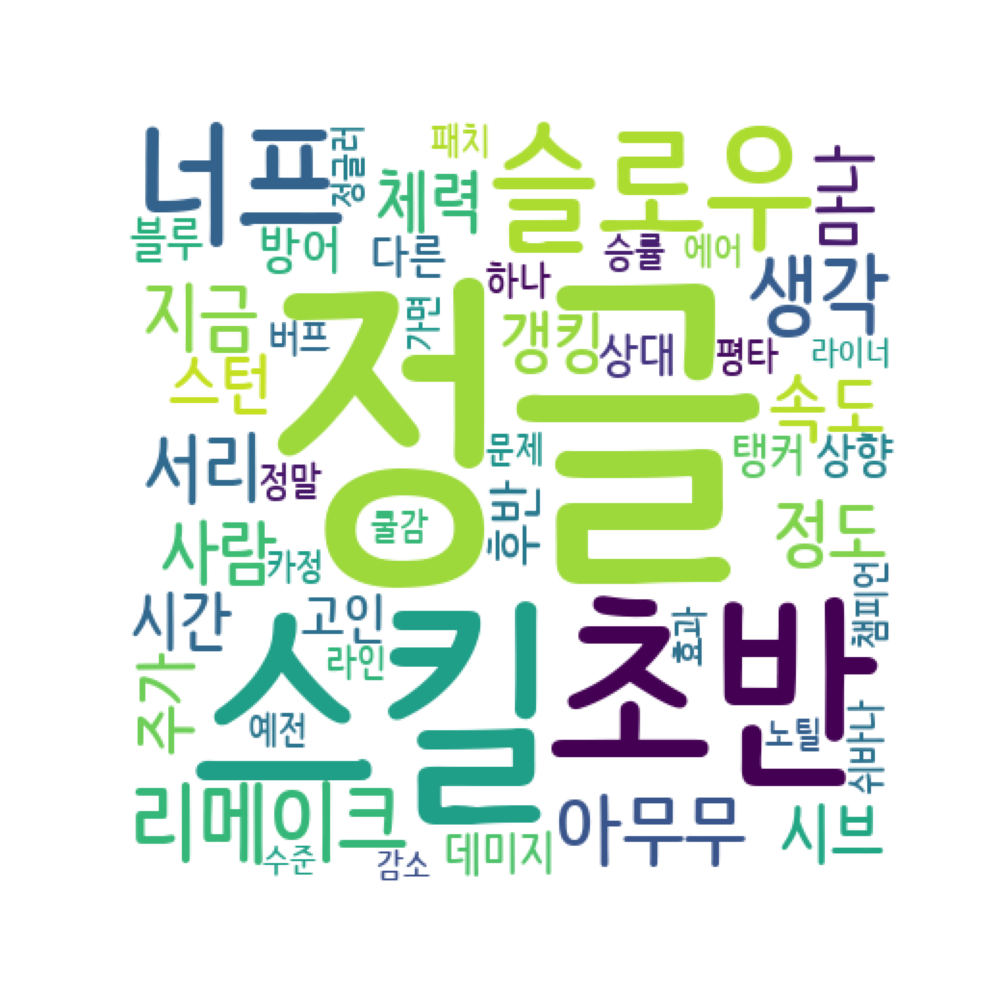 너프
정글러
패치
체력
슬로우
옴나
블루
방어
다른
하나
승률
에어
생각
지금
버프
가면
정글
갱킹
상대
평타
라이너
스턴
속도
서리
정말
문제
탱커
상향
사람
카정
쿨감
후반
정도
챔피언
시간
고인
라인
스킬
초반
효과
추가
예전
노틸
쉬바나
리메이크
수준
감소
데미지
아무무
시브